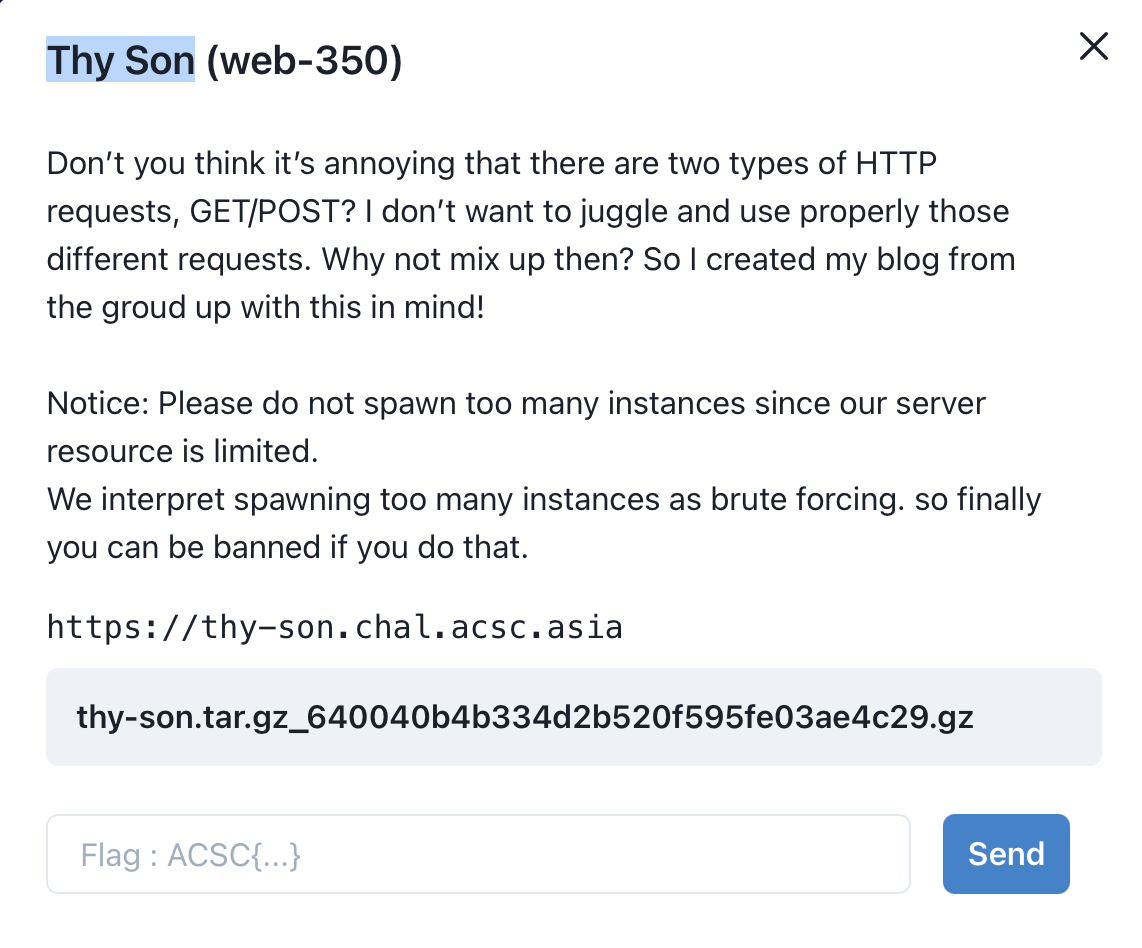 Thy Son (web-350)
Don’t you think it’s annoying that there are two types of HTTP
requests, GET/POST? I don’t want to juggle and use properly those
different requests. Why not mix up then? So I created my blog from
the groud up with this in mind!
Notice: Please do not spawn too many instances since our server
resource is limited.
We interpret spawning too many instances as brute forcing. so finally
you can be banned if you do that.
https://thy-son.chal.acsc.asia
thy-son.tar.gz_640040b4b334d2b520f595fe03ae4c29.gz
Flag : ACSC{...}
Send